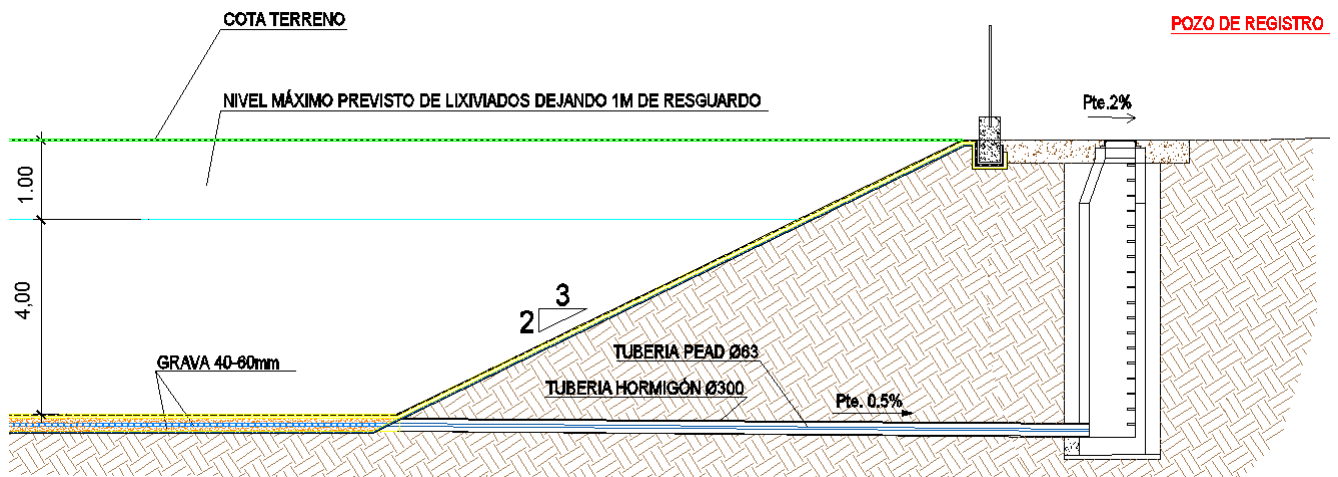 COTA TERRENO
POZO DE REGISTRO
NIVEL MÁXIMO PREVISTO DE LIXIVIADOS DEJANDO 1M DE RESGUARDO
Pte.2%
1.00
4,00
3
2
GRAVA 40-60mm
TUBERIA PEAD Ø63
TUBERIA HORMIGÓN Ø300
Pte. 0.5%